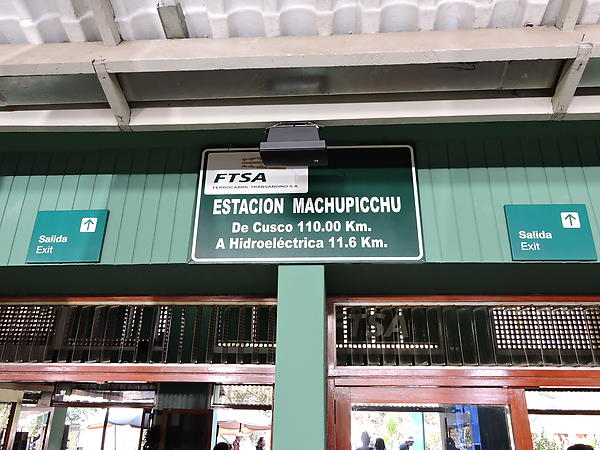 FTSA
FERROCARRIL TRANSANDINO S.A.
ESTACION MACHUPICCHU
De Cusco 110.00 Km.
A Hidroeléctrica 11.6 Km.
Salida
Exit
Salida
Exit
FTSA